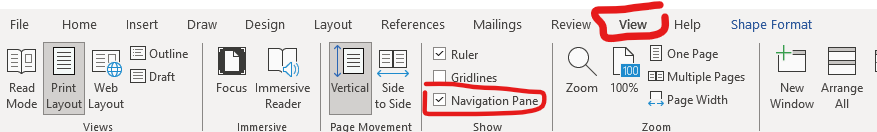 File Home Insert Draw Design Layout References Mailings Review View Help Shape Format
Read Mode
Print Layout
Web Layout
Outline
Draft
Views
Focus
Immersive Reader
Immersive
Vertical
Side to Side
Page Movement
Ruler
Gridlines
Navigation Pane
Show
Zoom
100
100%
One Page
Multiple Pages
Page Width
Zoom
New Window
Arrange All